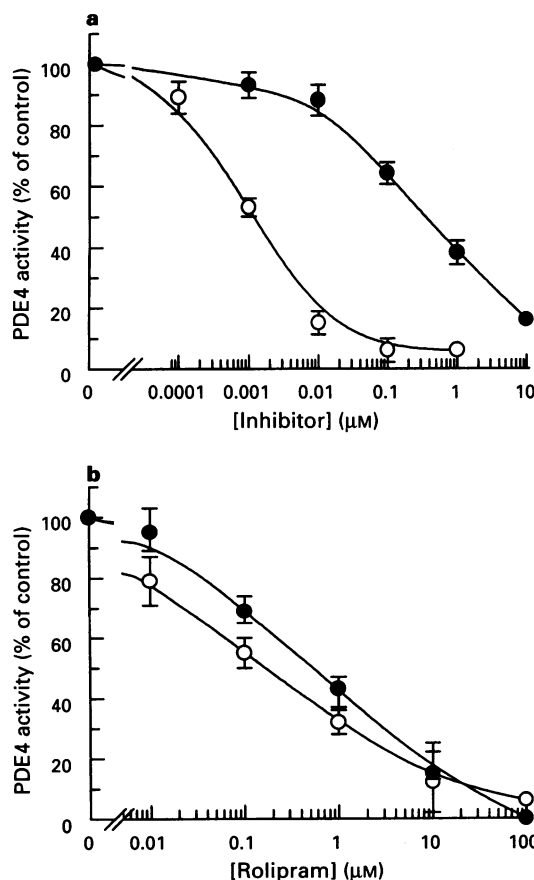 a
PDE4 activity (% of control)
100
80
60
40
20
0
0 0.0001 0.001 0.01 0.1 1 10
[Inhibitor] (μM)
b
PDE4 activity (% of control)
100
80
60
40
20
0
0 0.01 0.1 1 10 100
[Rolipram] (μM)